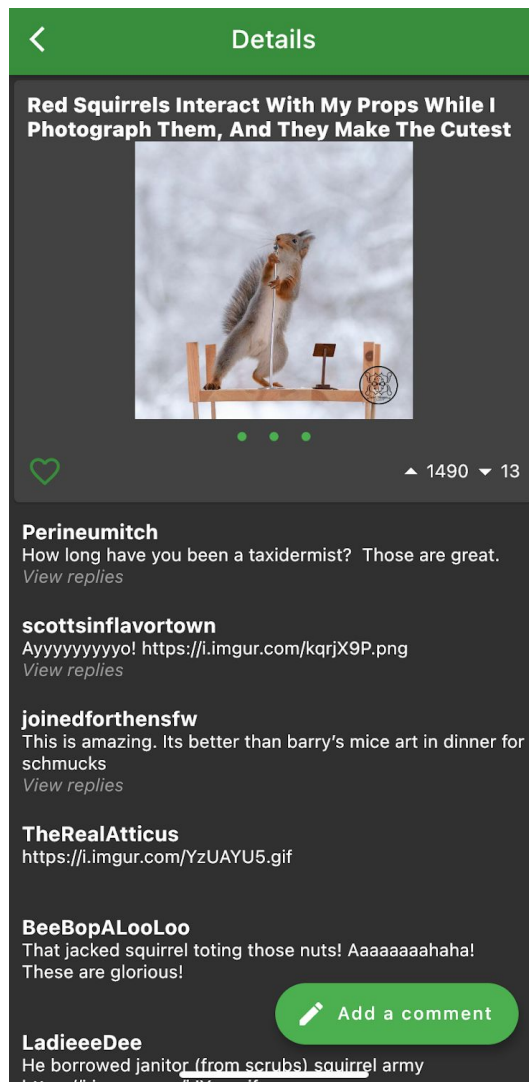 Details
Red Squirrels Interact With My Props While I
Photograph Them, And They Make The Cutest
1490 13
Perineumitch
How long have you been a taxidermist?  Those are great.
View replies
scottsinflavortown
Ayyyyyyyyyo! https://i.imgur.com/kqrjX9P.png
View replies
joinedforthensfw
This is amazing. Its better than barry’s mice art in dinner for
schmucks
View replies
TheRealAtticus
https://i.imgur.com/YzUAYU5.gif
BeeBopALooLoo
That jacked squirrel toting those nuts! Aaaaaaaahaha!
These are glorious!
Add a comment
LadieeeDee
He borrowed janitor (from scrubs) squirrel army